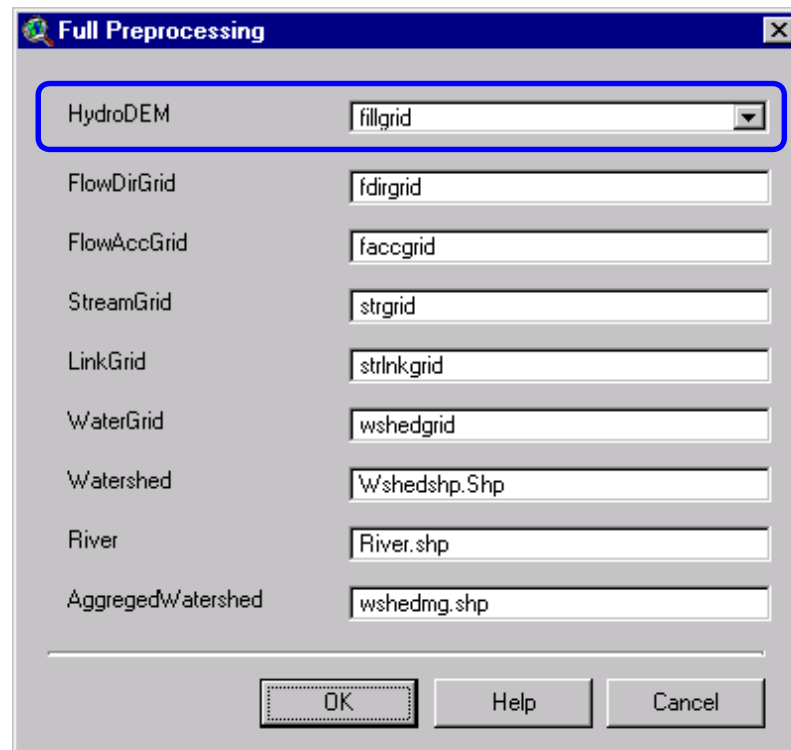 Full Preprocessing
HydroDEM fillgrid
FlowDirGrid fdirgrid
FlowAccGrid faccgrid
StreamGrid strgrid
LinkGrid strlnkgrid
WaterGrid wshedgrid
Watershed Wshedshp.Shp
River River.shp
AggregedWatershed wshedmg.shp
OK Help Cancel